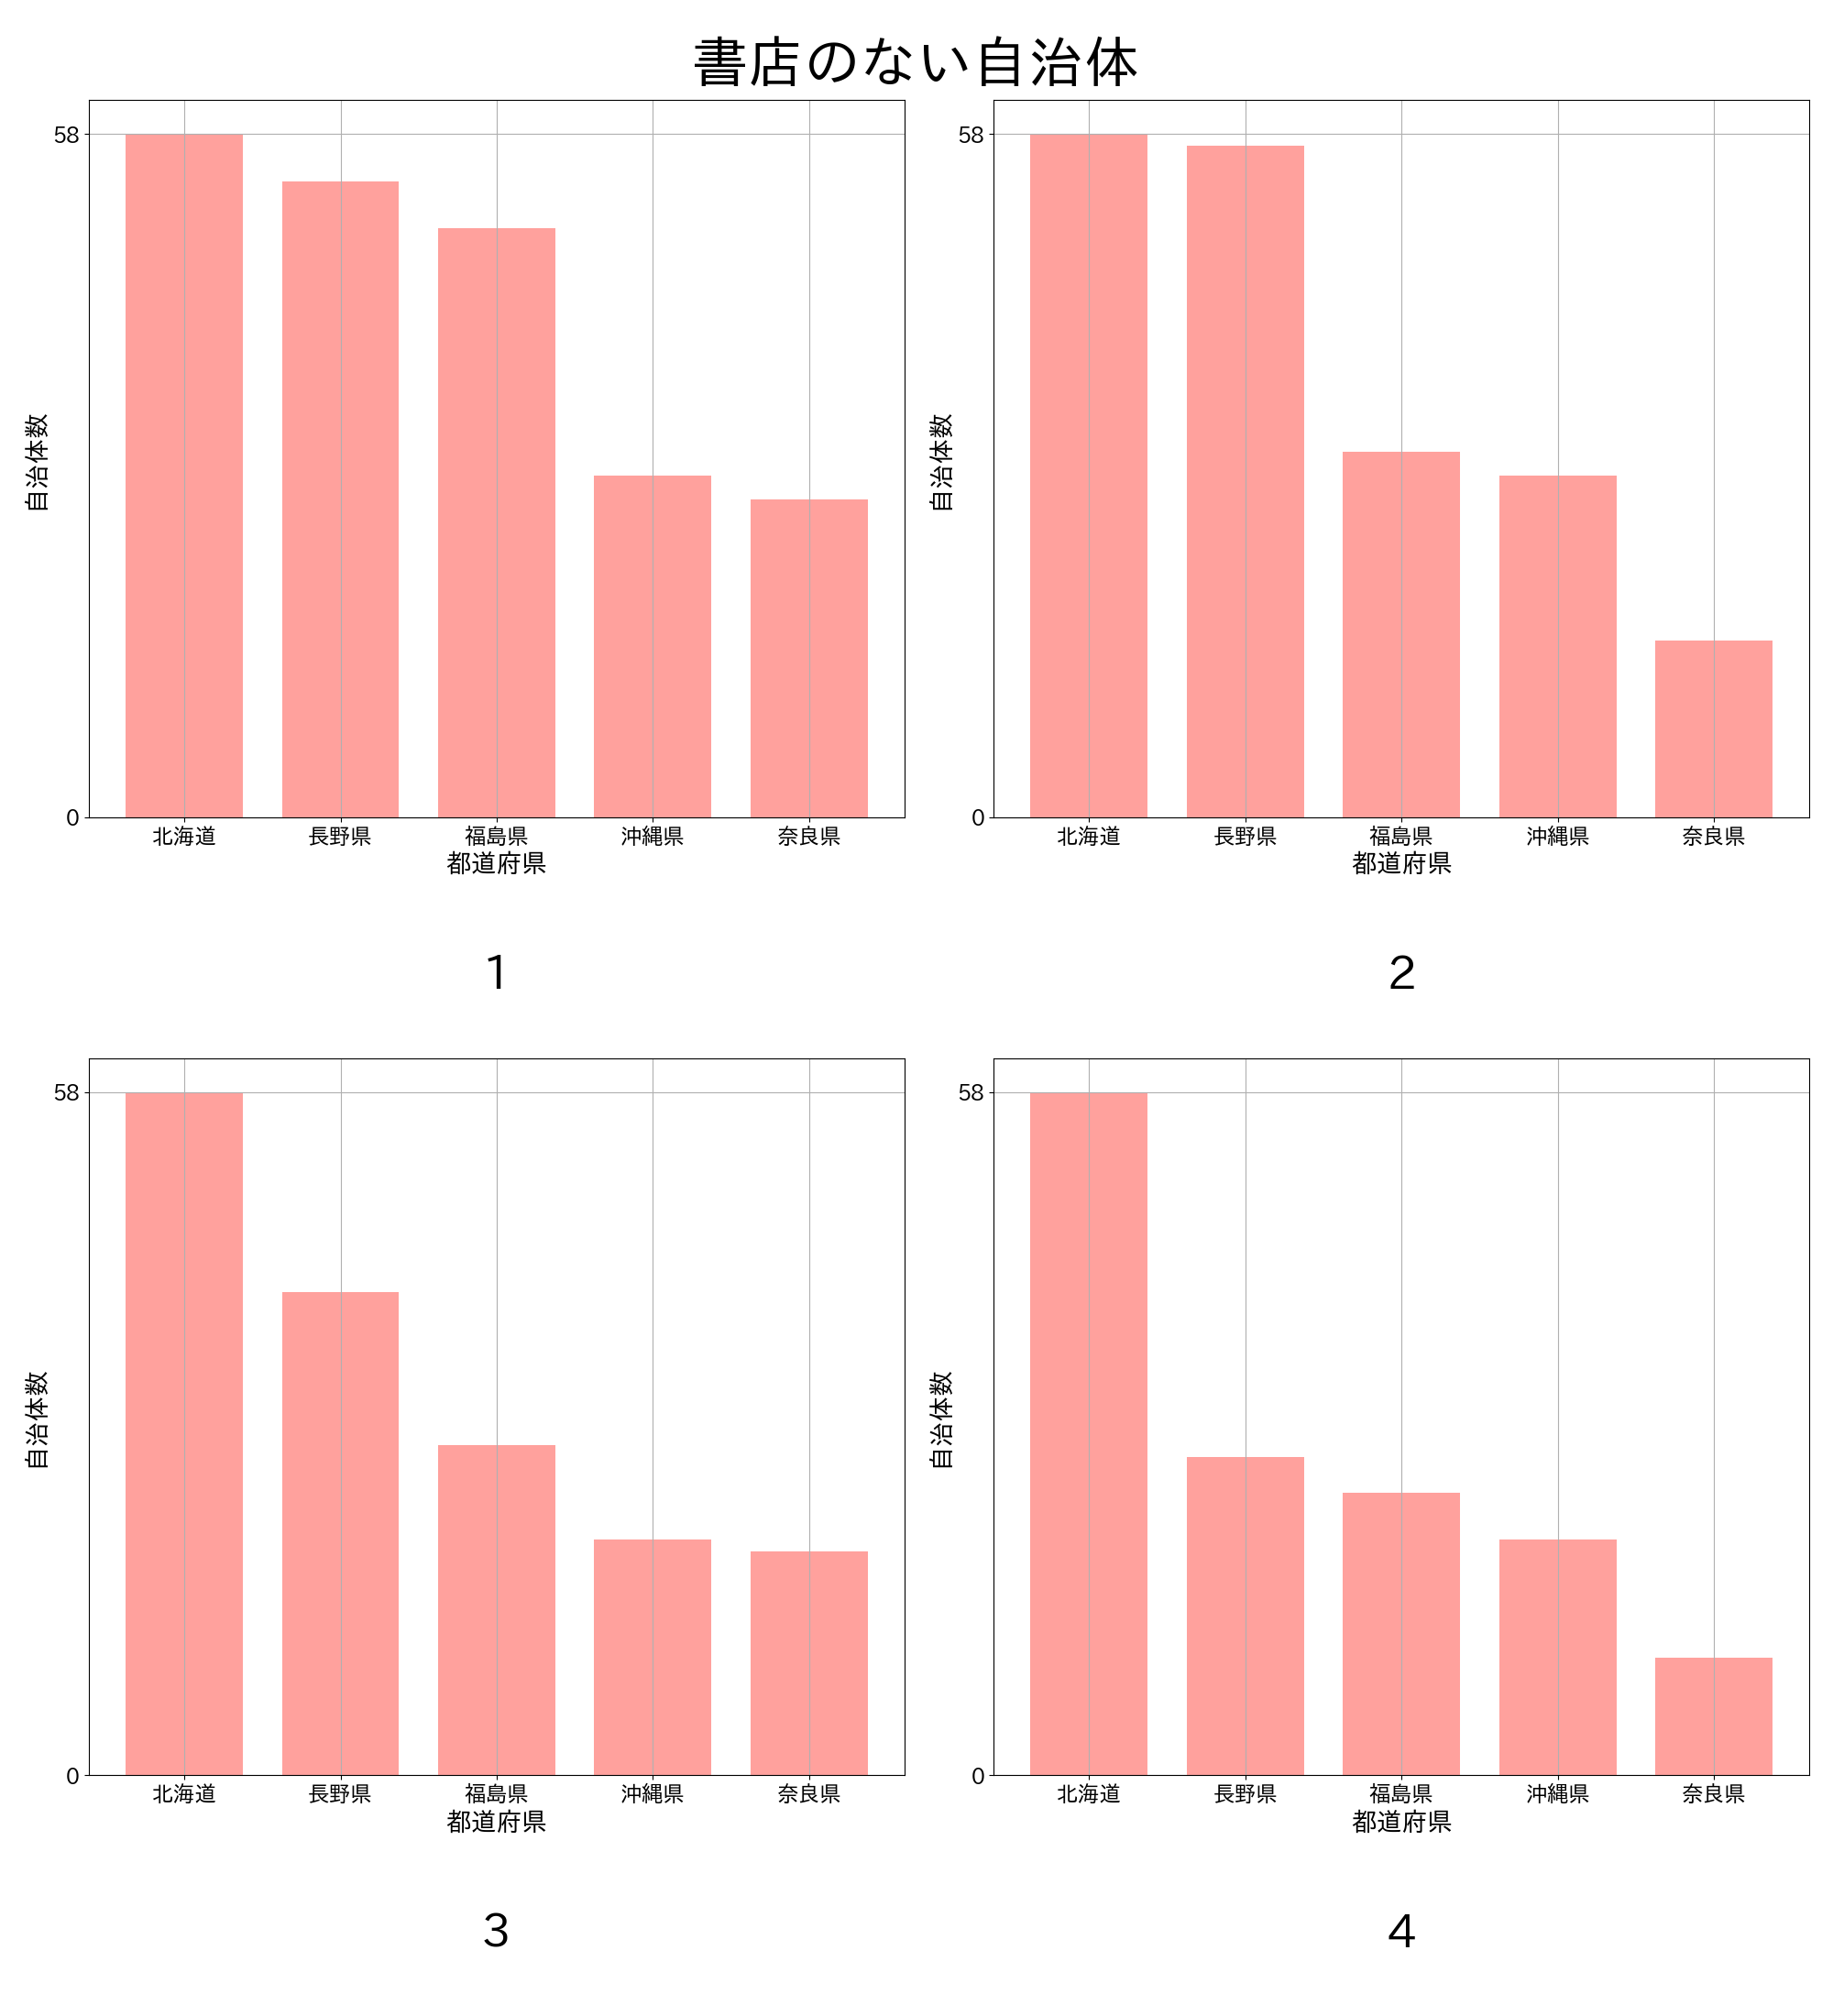 書店のない自治体
58
0
自治体数
北海道 長野県 福島県 沖縄県 奈良県
都道府県
1
58
0
自治体数
北海道 長野県 福島県 沖縄県 奈良県
都道府県
2
58
0
自治体数
北海道 長野県 福島県 沖縄県 奈良県
都道府県
3
58
0
自治体数
北海道 長野県 福島県 沖縄県 奈良県
都道府県
4